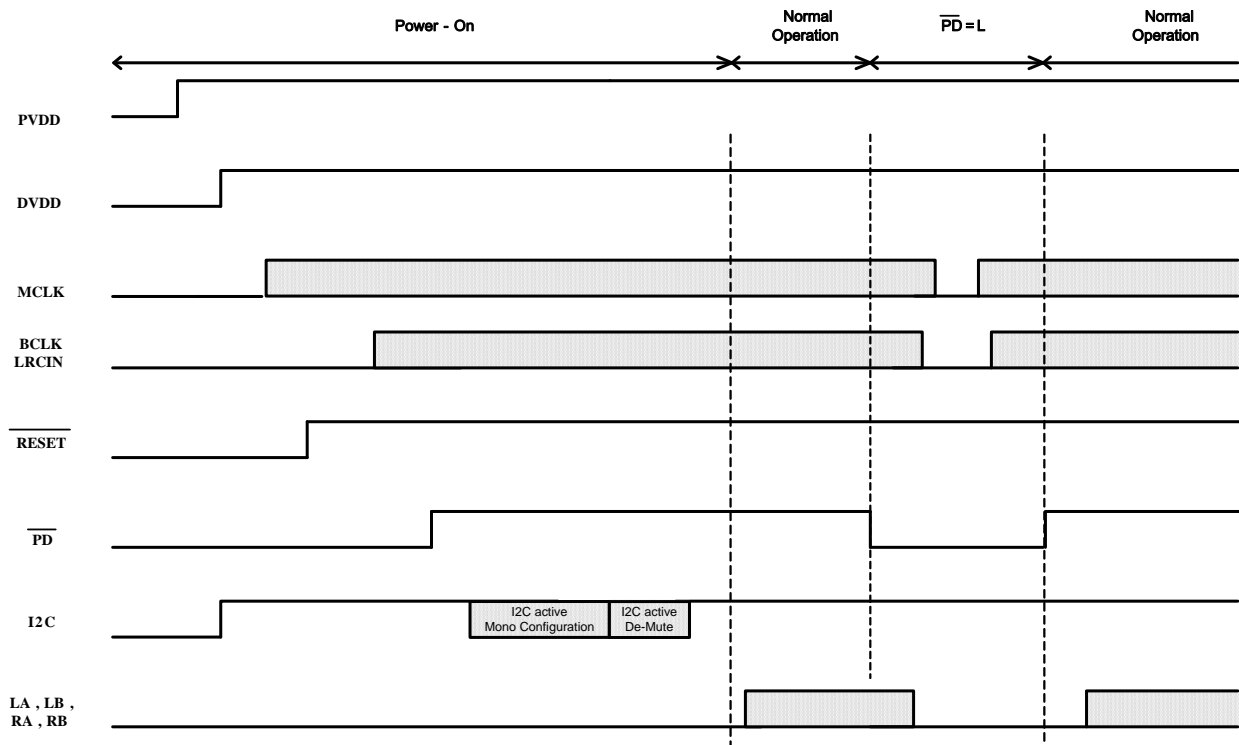 Power - On
Normal
Operation
PD = L
Normal
Operation
PVDD
DVDD
MCLK
BCLK
LRCIN
RESET
PD
I2C
I2C active
Mono Configuration
I2C active
De-Mute
LA , LB ,
RA , RB